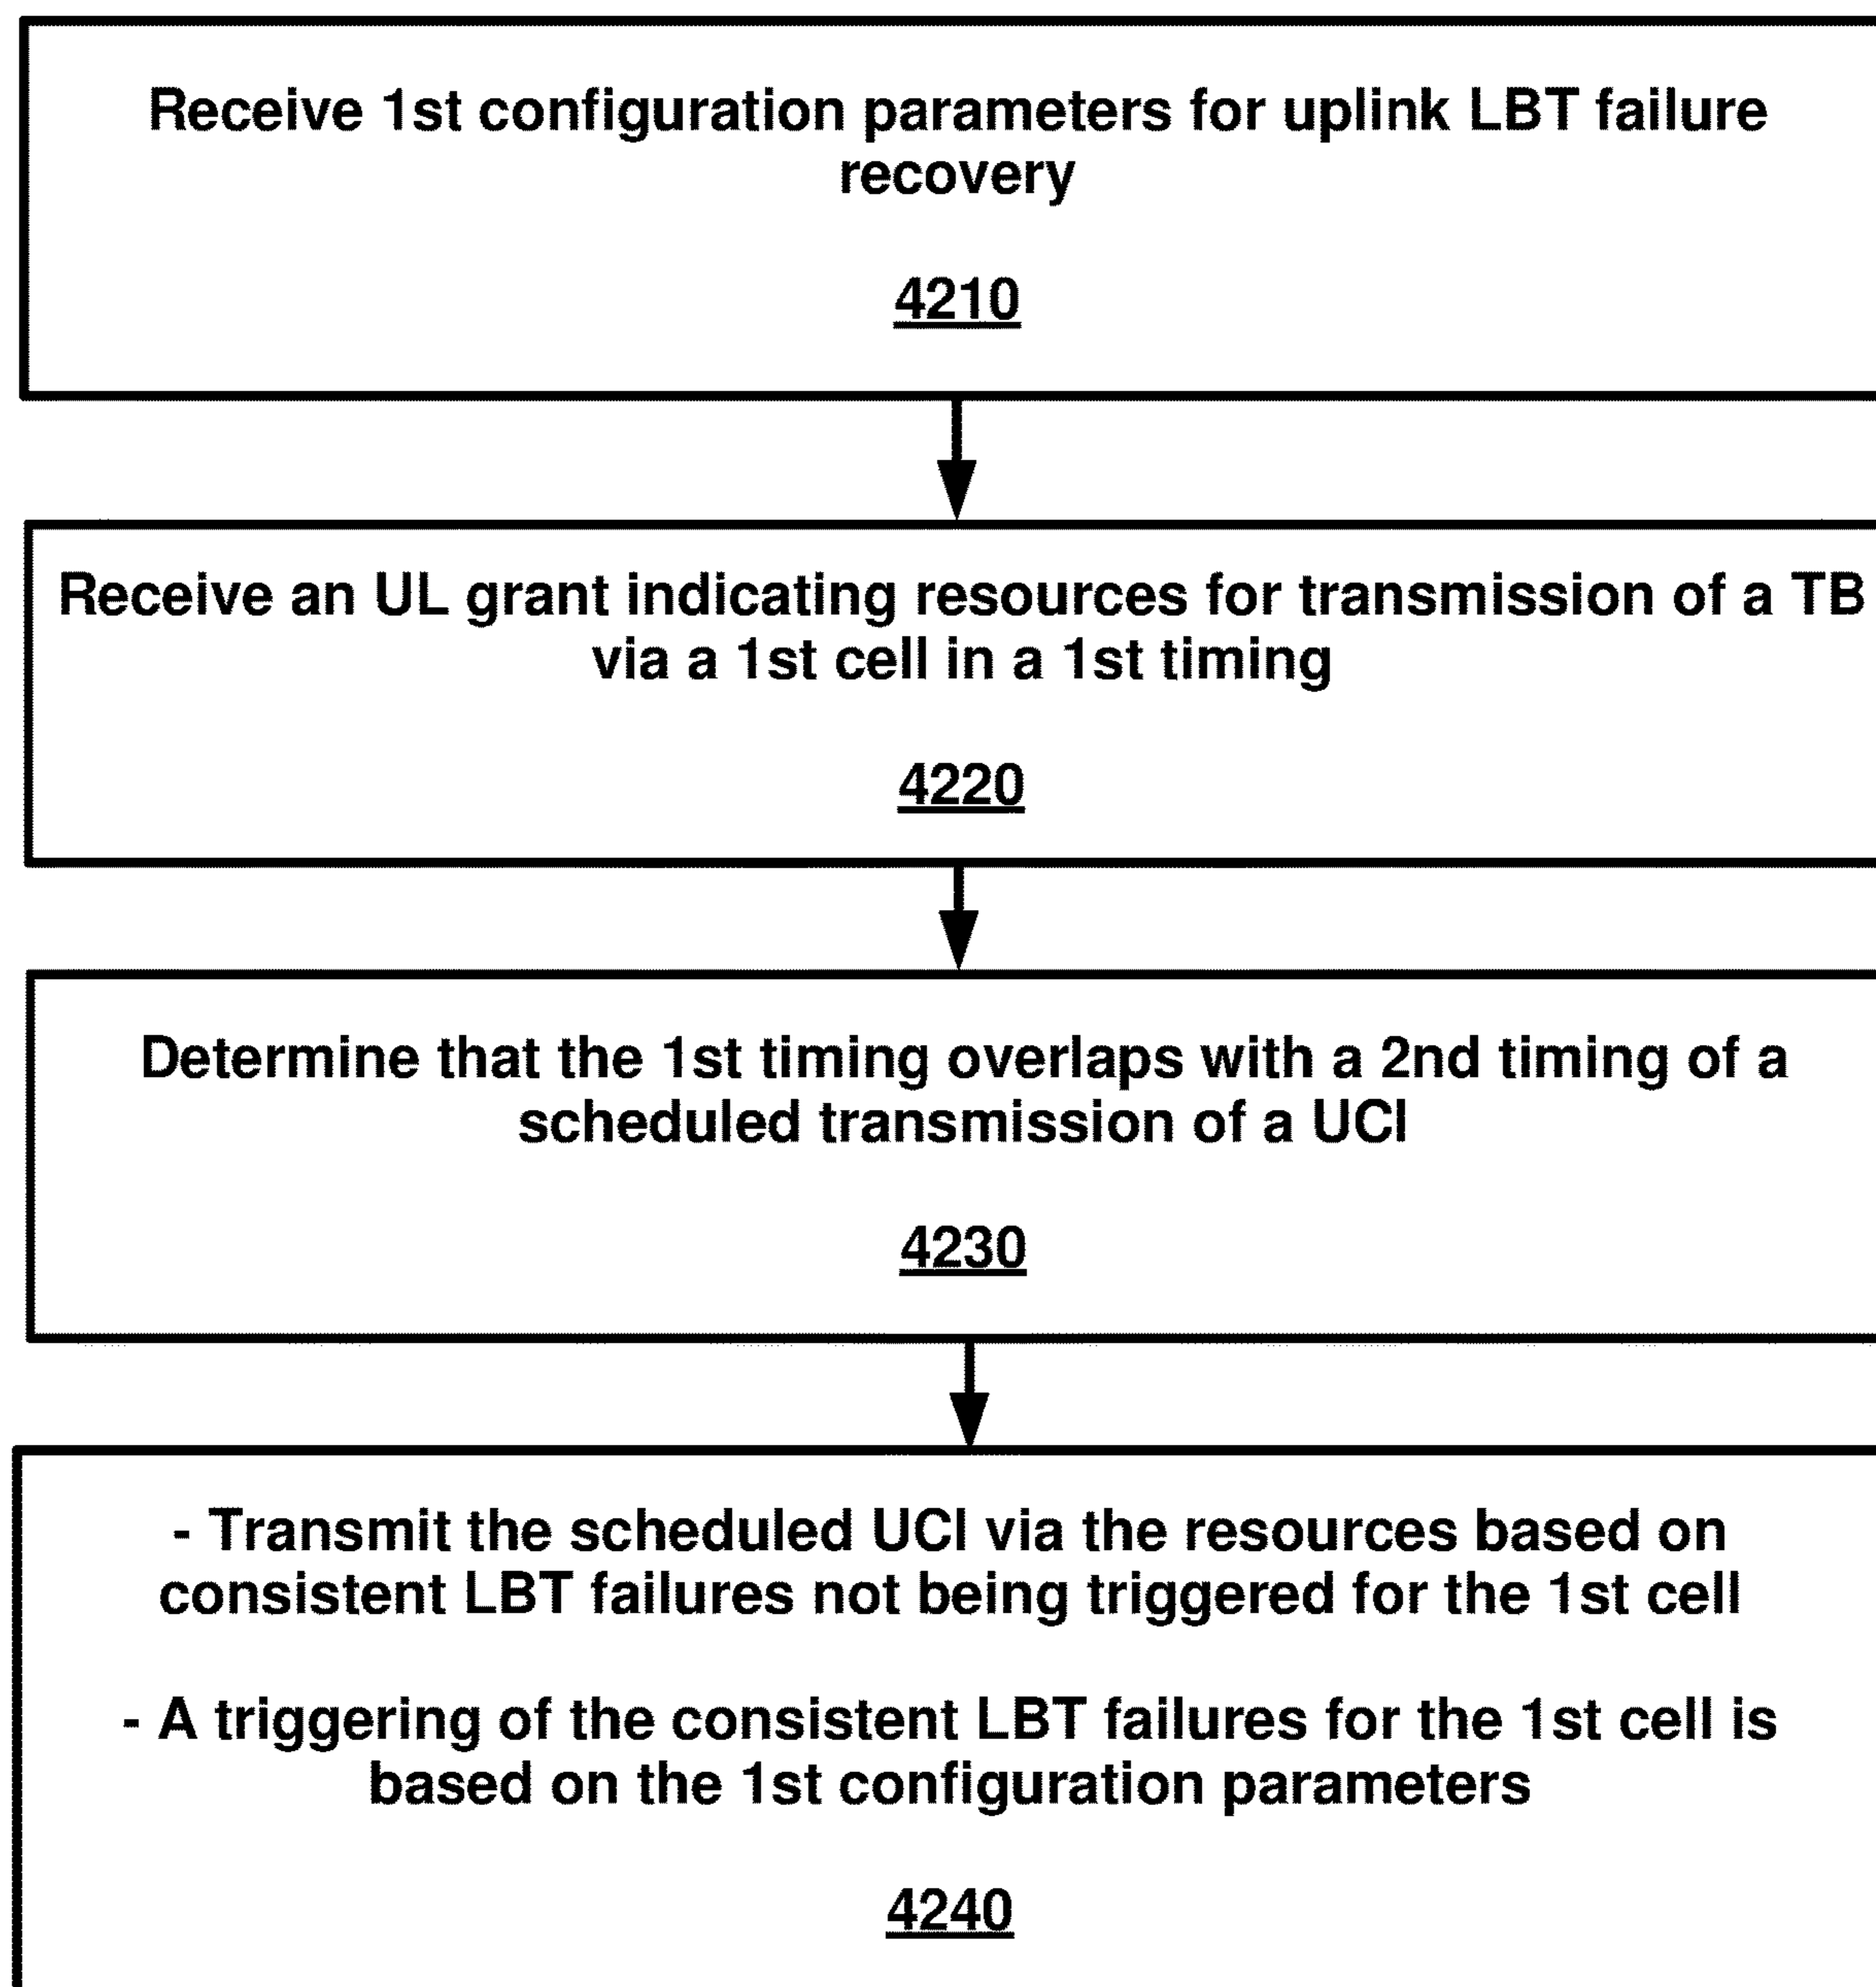 Receive 1st configuration parameters for uplink LBT failure
recovery
4210
Receive an UL grant indicating resources for transmission of a TB
via a 1st cell in a 1st timing
4220
Determine that the 1st timing overlaps with a 2nd timing of a
scheduled transmission of a UCI
4230
- Transmit the scheduled UCI via the resources based on
consistent LBT failures not being triggered for the 1st cell
- A triggering of the consistent LBT failures for the 1st cell is
based on the 1st configuration parameters
4240